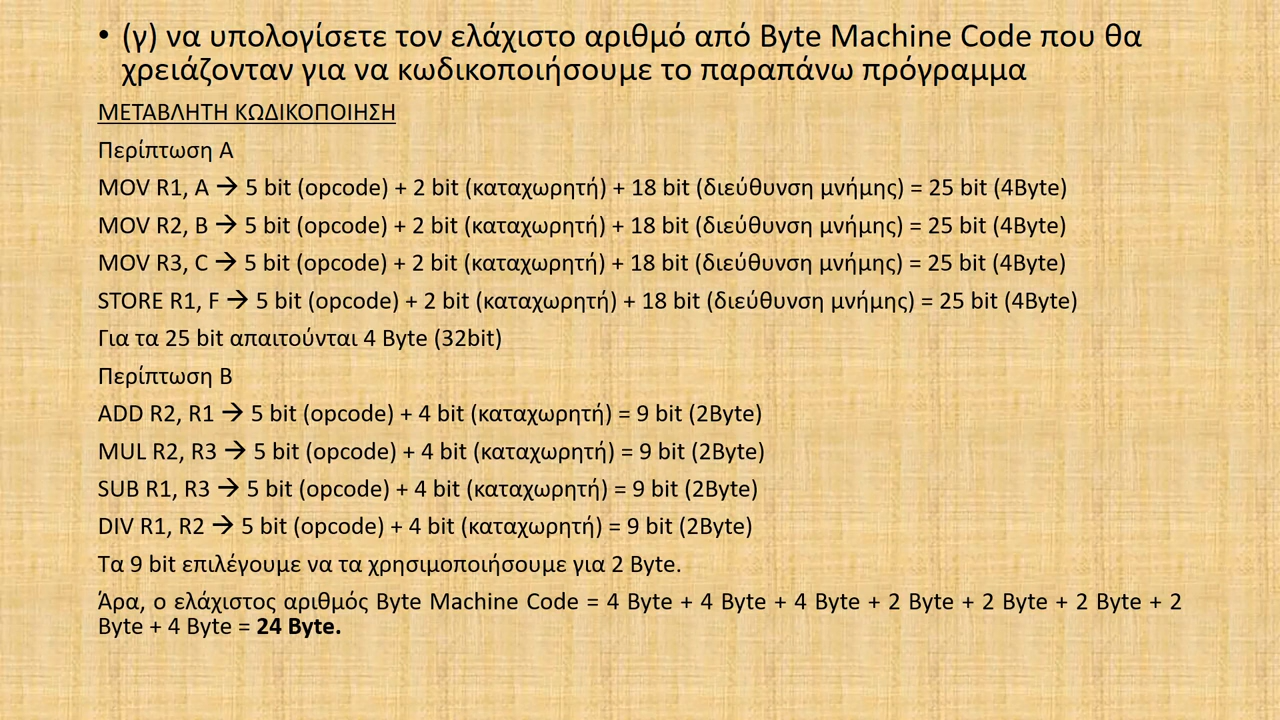 • (γ) να υπολογίσετε τον ελάχιστο αριθμό από Byte Machine Code που θα
χρειάζονταν για να κωδικοποιήσουμε το παραπάνω πρόγραμμα
ΜΕΤΑΒΛΗΤΗ ΚΩΔΙΚΟΠΟΙΗΣΗ
Περίπτωση Α
MOV R1, A → 5 bit (opcode) + 2 bit (καταχωρητή) + 18 bit (διεύθυνση μνήμης) = 25 bit (4Byte)
MOV R2, B → 5 bit (opcode) + 2 bit (καταχωρητή) + 18 bit (διεύθυνση μνήμης) = 25 bit (4Byte)
MOV R3, C → 5 bit (opcode) + 2 bit (καταχωρητή) + 18 bit (διεύθυνση μνήμης) = 25 bit (4Byte)
STORE R1, F → 5 bit (opcode) + 2 bit (καταχωρητή) + 18 bit (διεύθυνση μνήμης) = 25 bit (4Byte)
Για τα 25 bit απαιτούνται 4 Byte (32bit)
Περίπτωση Β
ADD R2, R1 → 5 bit (opcode) + 4 bit (καταχωρητή) = 9 bit (2Byte)
MUL R2, R3 → 5 bit (opcode) + 4 bit (καταχωρητή) = 9 bit (2Byte)
SUB R1, R3 → 5 bit (opcode) + 4 bit (καταχωρητή) = 9 bit (2Byte)
DIV R1, R2 → 5 bit (opcode) + 4 bit (καταχωρητή) = 9 bit (2Byte)
Τα 9 bit επιλέγουμε να τα χρησιμοποιήσουμε για 2 Byte.
Άρα, ο ελάχιστος αριθμός Byte Machine Code = 4 Byte + 4 Byte + 4 Byte + 2 Byte + 2 Byte + 2 Byte + 2
Byte + 4 Byte = 24 Byte.